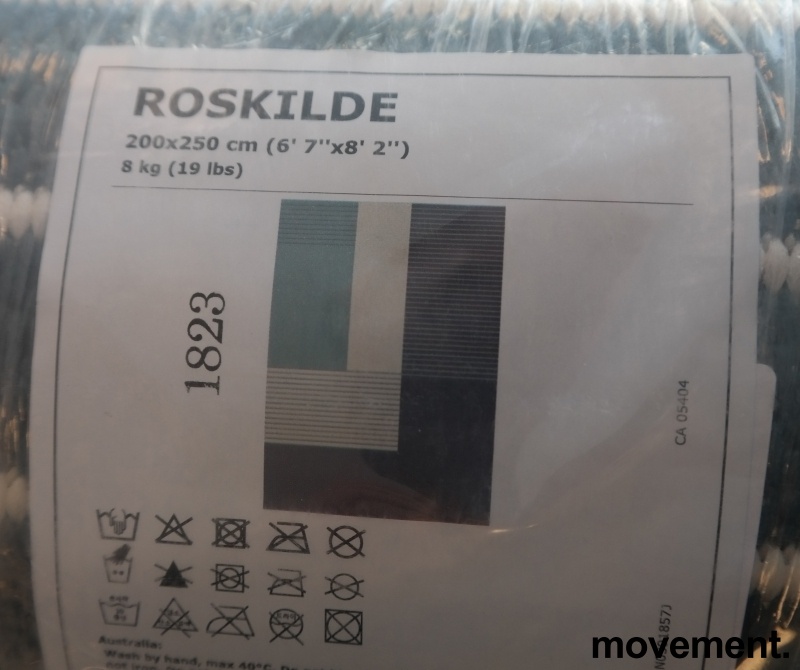 ROSKILDE
200x250 cm (6' 7''x8' 2'')
8 kg (19 lbs)
1823
CA 05404
Australia:
Wash by hand, max 40°C.
movement.